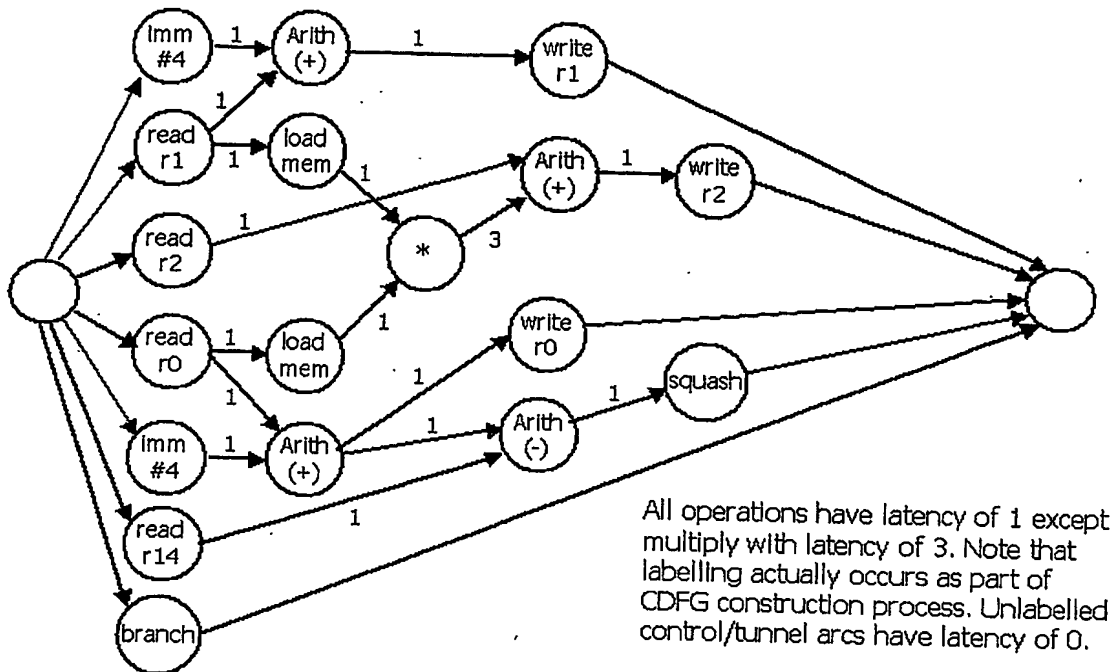 Imm
#4
1
Arith
(+)
1
write
r1
1
read
r1
1
load
mem
1
Arith
(+)
1
write
r2
read
r2
1
*
3
read
r0
1
load
mem
1
write
r0
1
1
squash
1
1
Arith
(-)
Imm
#4
1
Arith
(+)
read
r14
1
branch
All operations have latency of 1 except
multiply with latency of 3. Note that
labelling actually occurs as part of
CDFG construction process. Unlabelled
control/tunnel arcs have latency of 0.